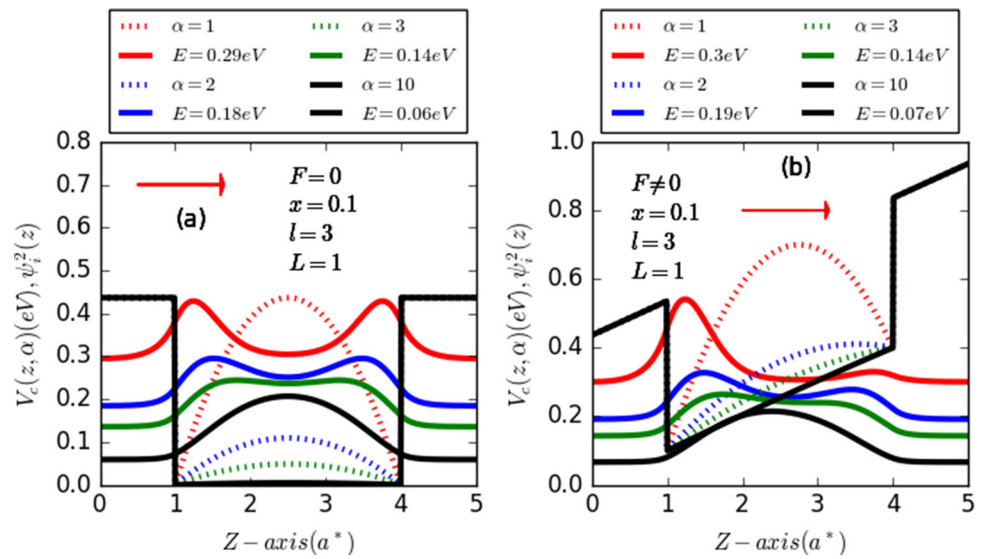 α = 1
E = 0.29eV
α = 2
E = 0.18eV
α = 3
E = 0.14eV
α = 10
E = 0.06eV
V_c(z; α)(eV), ψ_i^2(z)
0.8
0.7
0.6
0.5
0.4
0.3
0.2
0.1
0.0
(a)
F = 0
x = 0.1
l = 3
L = 1
0 1 2 3 4 5
Z − axis(a*)
α = 1
E = 0.3eV
α = 2
E = 0.19eV
α = 3
E = 0.14eV
α = 10
E = 0.07eV
V_c(z; α)(eV), ψ_i^2(z)
1.0
0.8
0.6
0.4
0.2
0.0
(b)
F ≠ 0
x = 0.1
l = 3
L = 1
0 1 2 3 4 5
Z − axis(a*)